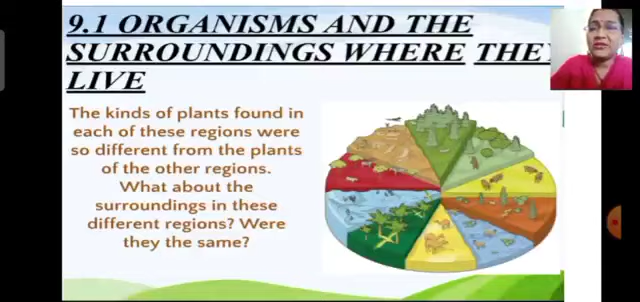 9.1 ORGANISMS AND THE
SURROUNDINGS WHERE THEY
LIVE
The kinds of plants found in
each of these regions were
so different from the plants
of the other regions.
What about the
surroundings in these
different regions? Were
they the same?